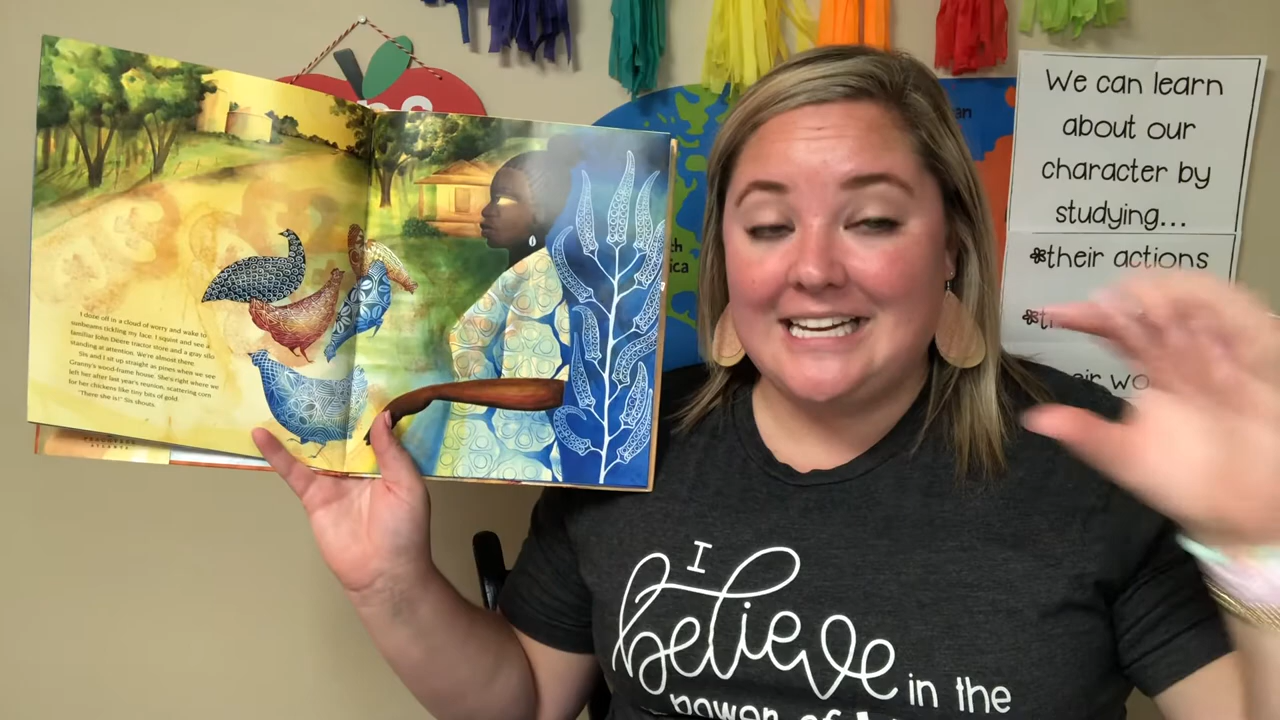 We can learn
about our
character by
studying...
their actions
I doze off in a cloud of worry and wake to
sunbeams tickling my face. I squint and see a
familiar John Deere tractor store and a gray silo
standing at attention. We're almost there.
Sis and I sit up straight as pines when we see
Granny's wood-frame house. She's right where we
left her after last year's reunion, scattering corn
for her chickens like tiny bits of gold.
"There she is!" Sis shouts.
ATLANTA
I
believe
in the
power of